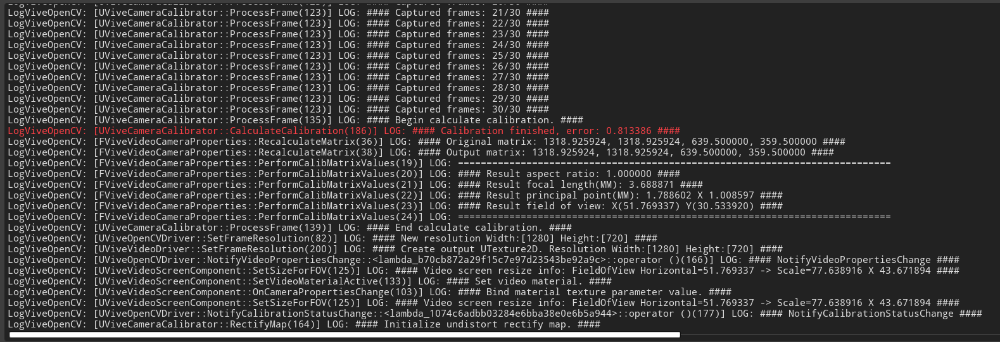 LogViveOpenCV: [UViveCameraCalibrator::ProcessFrame(123)] LOG: #### Captured frames: 21/30 ####
LogViveOpenCV: [UViveCameraCalibrator::ProcessFrame(123)] LOG: #### Captured frames: 22/30 ####
LogViveOpenCV: [UViveCameraCalibrator::ProcessFrame(123)] LOG: #### Captured frames: 23/30 ####
LogViveOpenCV: [UViveCameraCalibrator::ProcessFrame(123)] LOG: #### Captured frames: 24/30 ####
LogViveOpenCV: [UViveCameraCalibrator::ProcessFrame(123)] LOG: #### Captured frames: 25/30 ####
LogViveOpenCV: [UViveCameraCalibrator::ProcessFrame(123)] LOG: #### Captured frames: 26/30 ####
LogViveOpenCV: [UViveCameraCalibrator::ProcessFrame(123)] LOG: #### Captured frames: 27/30 ####
LogViveOpenCV: [UViveCameraCalibrator::ProcessFrame(123)] LOG: #### Captured frames: 28/30 ####
LogViveOpenCV: [UViveCameraCalibrator::ProcessFrame(123)] LOG: #### Captured frames: 29/30 ####
LogViveOpenCV: [UViveCameraCalibrator::ProcessFrame(123)] LOG: #### Captured frames: 30/30 ####
LogViveOpenCV: [UViveCameraCalibrator::ProcessFrame(135)] LOG: #### Begin calculate calibration. ####
LogViveOpenCV: [UViveCameraCalibrator::CalculateCalibration(186)] LOG: #### Calibration finished, error: 0.813386 ####
LogViveOpenCV: [FViveVideoCameraProperties::RecalculateMatrix(36)] LOG: #### Original matrix: 1318.925924, 1318.925924, 639.500000, 359.500000 ####
LogViveOpenCV: [FViveVideoCameraProperties::RecalculateMatrix(38)] LOG: #### Output matrix: 1318.925924, 1318.925924, 639.500000, 359.500000 ####
LogViveOpenCV: [FViveVideoCameraProperties::PerformCalibMatrixValues(19)] LOG: ============================================================================
LogViveOpenCV: [FViveVideoCameraProperties::PerformCalibMatrixValues(20)] LOG: #### Result aspect ratio: 1.000000 ####
LogViveOpenCV: [FViveVideoCameraProperties::PerformCalibMatrixValues(21)] LOG: #### Result focal length(MM): 3.688871 ####
LogViveOpenCV: [FViveVideoCameraProperties::PerformCalibMatrixValues(22)] LOG: #### Result principal point(MM): 1.788602 X 1.008597 ####
LogViveOpenCV: [FViveVideoCameraProperties::PerformCalibMatrixValues(23)] LOG: #### Result field of view: X(51.769337) Y(30.533920) ####
LogViveOpenCV: [FViveVideoCameraProperties::PerformCalibMatrixValues(24)] LOG: ============================================================================
LogViveOpenCV: [UViveCameraCalibrator::ProcessFrame(139)] LOG: #### End calculate calibration. ####
LogViveOpenCV: [UViveOpenCVDriver::SetFrameResolution(82)] LOG: #### New resolution Width:[1280] Height:[720] ####
LogViveOpenCV: [UViveVideoDriver::SetFrameResolution(200)] LOG: #### Create output UTexture2D. Resolution Width:[1280] Height:[720] ####
LogViveOpenCV: [UViveOpenCVDriver::NotifyVideoPropertiesChange::<lambda_b70cb872a29f15c7e97d23543be92a9c>::operator ()(166)] LOG: #### NotifyVideoPropertiesChange ####
LogViveOpenCV: [UViveVideoScreenComponent::SetSizeForFOV(125)] LOG: #### Video screen resize info: FieldOfView Horizontal=51.769337 -> Scale=77.638916 X 43.671894 ####
LogViveOpenCV: [UViveVideoScreenComponent::SetVideoMaterialActive(133)] LOG: #### Set video material. ####
LogViveOpenCV: [UViveVideoScreenComponent::OnCameraPropertiesChange(103)] LOG: #### Bind material texture parameter value. ####
LogViveOpenCV: [UViveVideoScreenComponent::SetSizeForFOV(125)] LOG: #### Video screen resize info: FieldOfView Horizontal=51.769337 -> Scale=77.638916 X 43.671894 ####
LogViveOpenCV: [UViveOpenCVDriver::NotifyCalibrationStatusChange::<lambda_1074c6adbb03284e6bba38e0e6b5a944>::operator ()(177)] LOG: #### NotifyCalibrationStatusChange ####
LogViveOpenCV: [UViveCameraCalibrator::RectifyMap(164)] LOG: #### Initialize undistort rectify map. ####